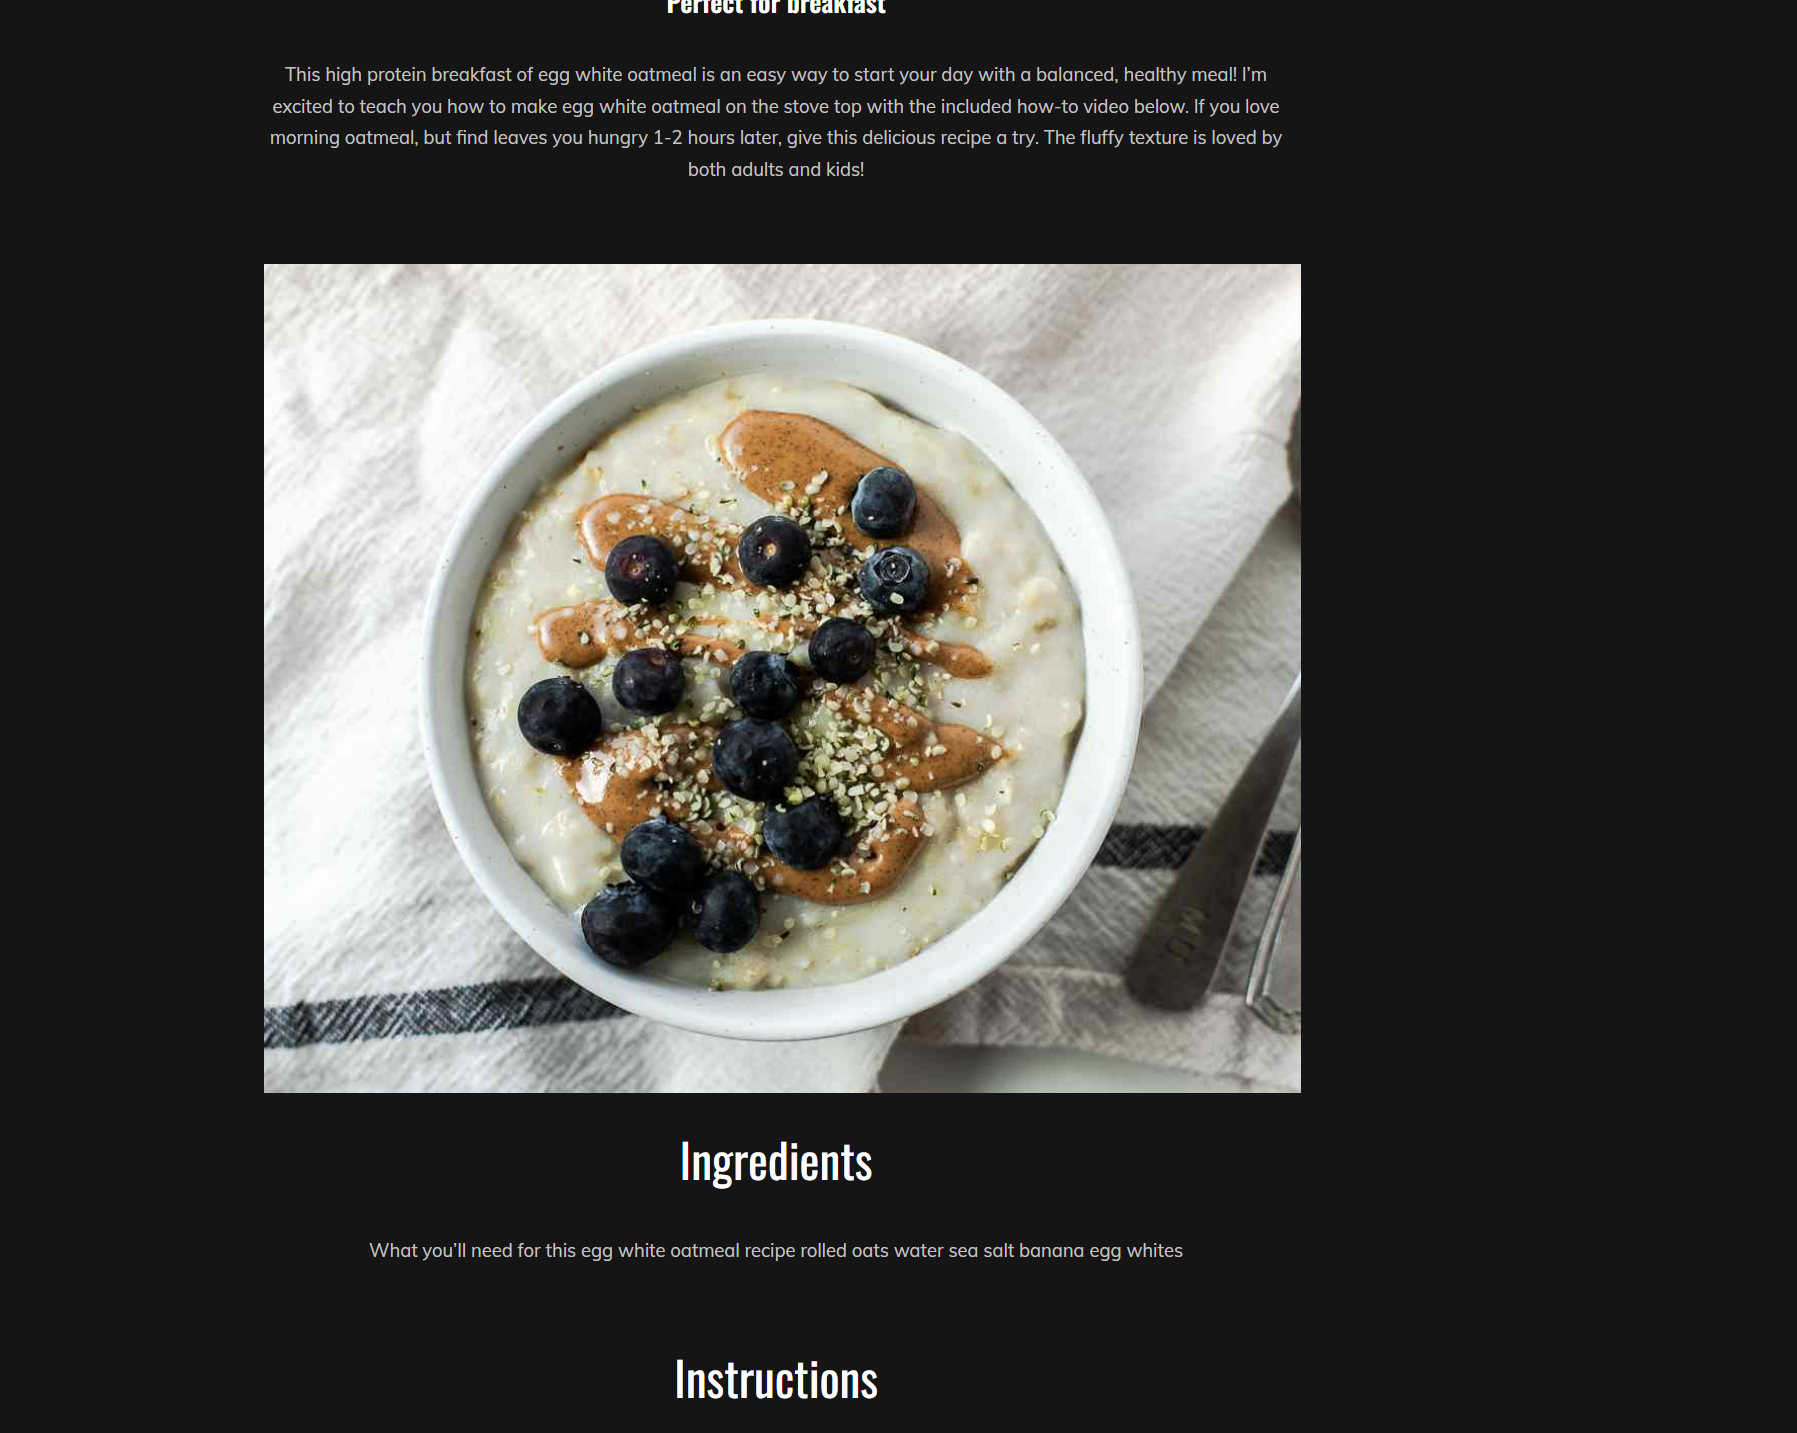 Perfect for breakfast
This high protein breakfast of egg white oatmeal is an easy way to start your day with a balanced, healthy meal! I’m
excited to teach you how to make egg white oatmeal on the stove top with the included how-to video below. If you love
morning oatmeal, but find leaves you hungry 1-2 hours later, give this delicious recipe a try. The fluffy texture is loved by
both adults and kids!
Ingredients
What you’ll need for this egg white oatmeal recipe rolled oats water sea salt banana egg whites
Instructions